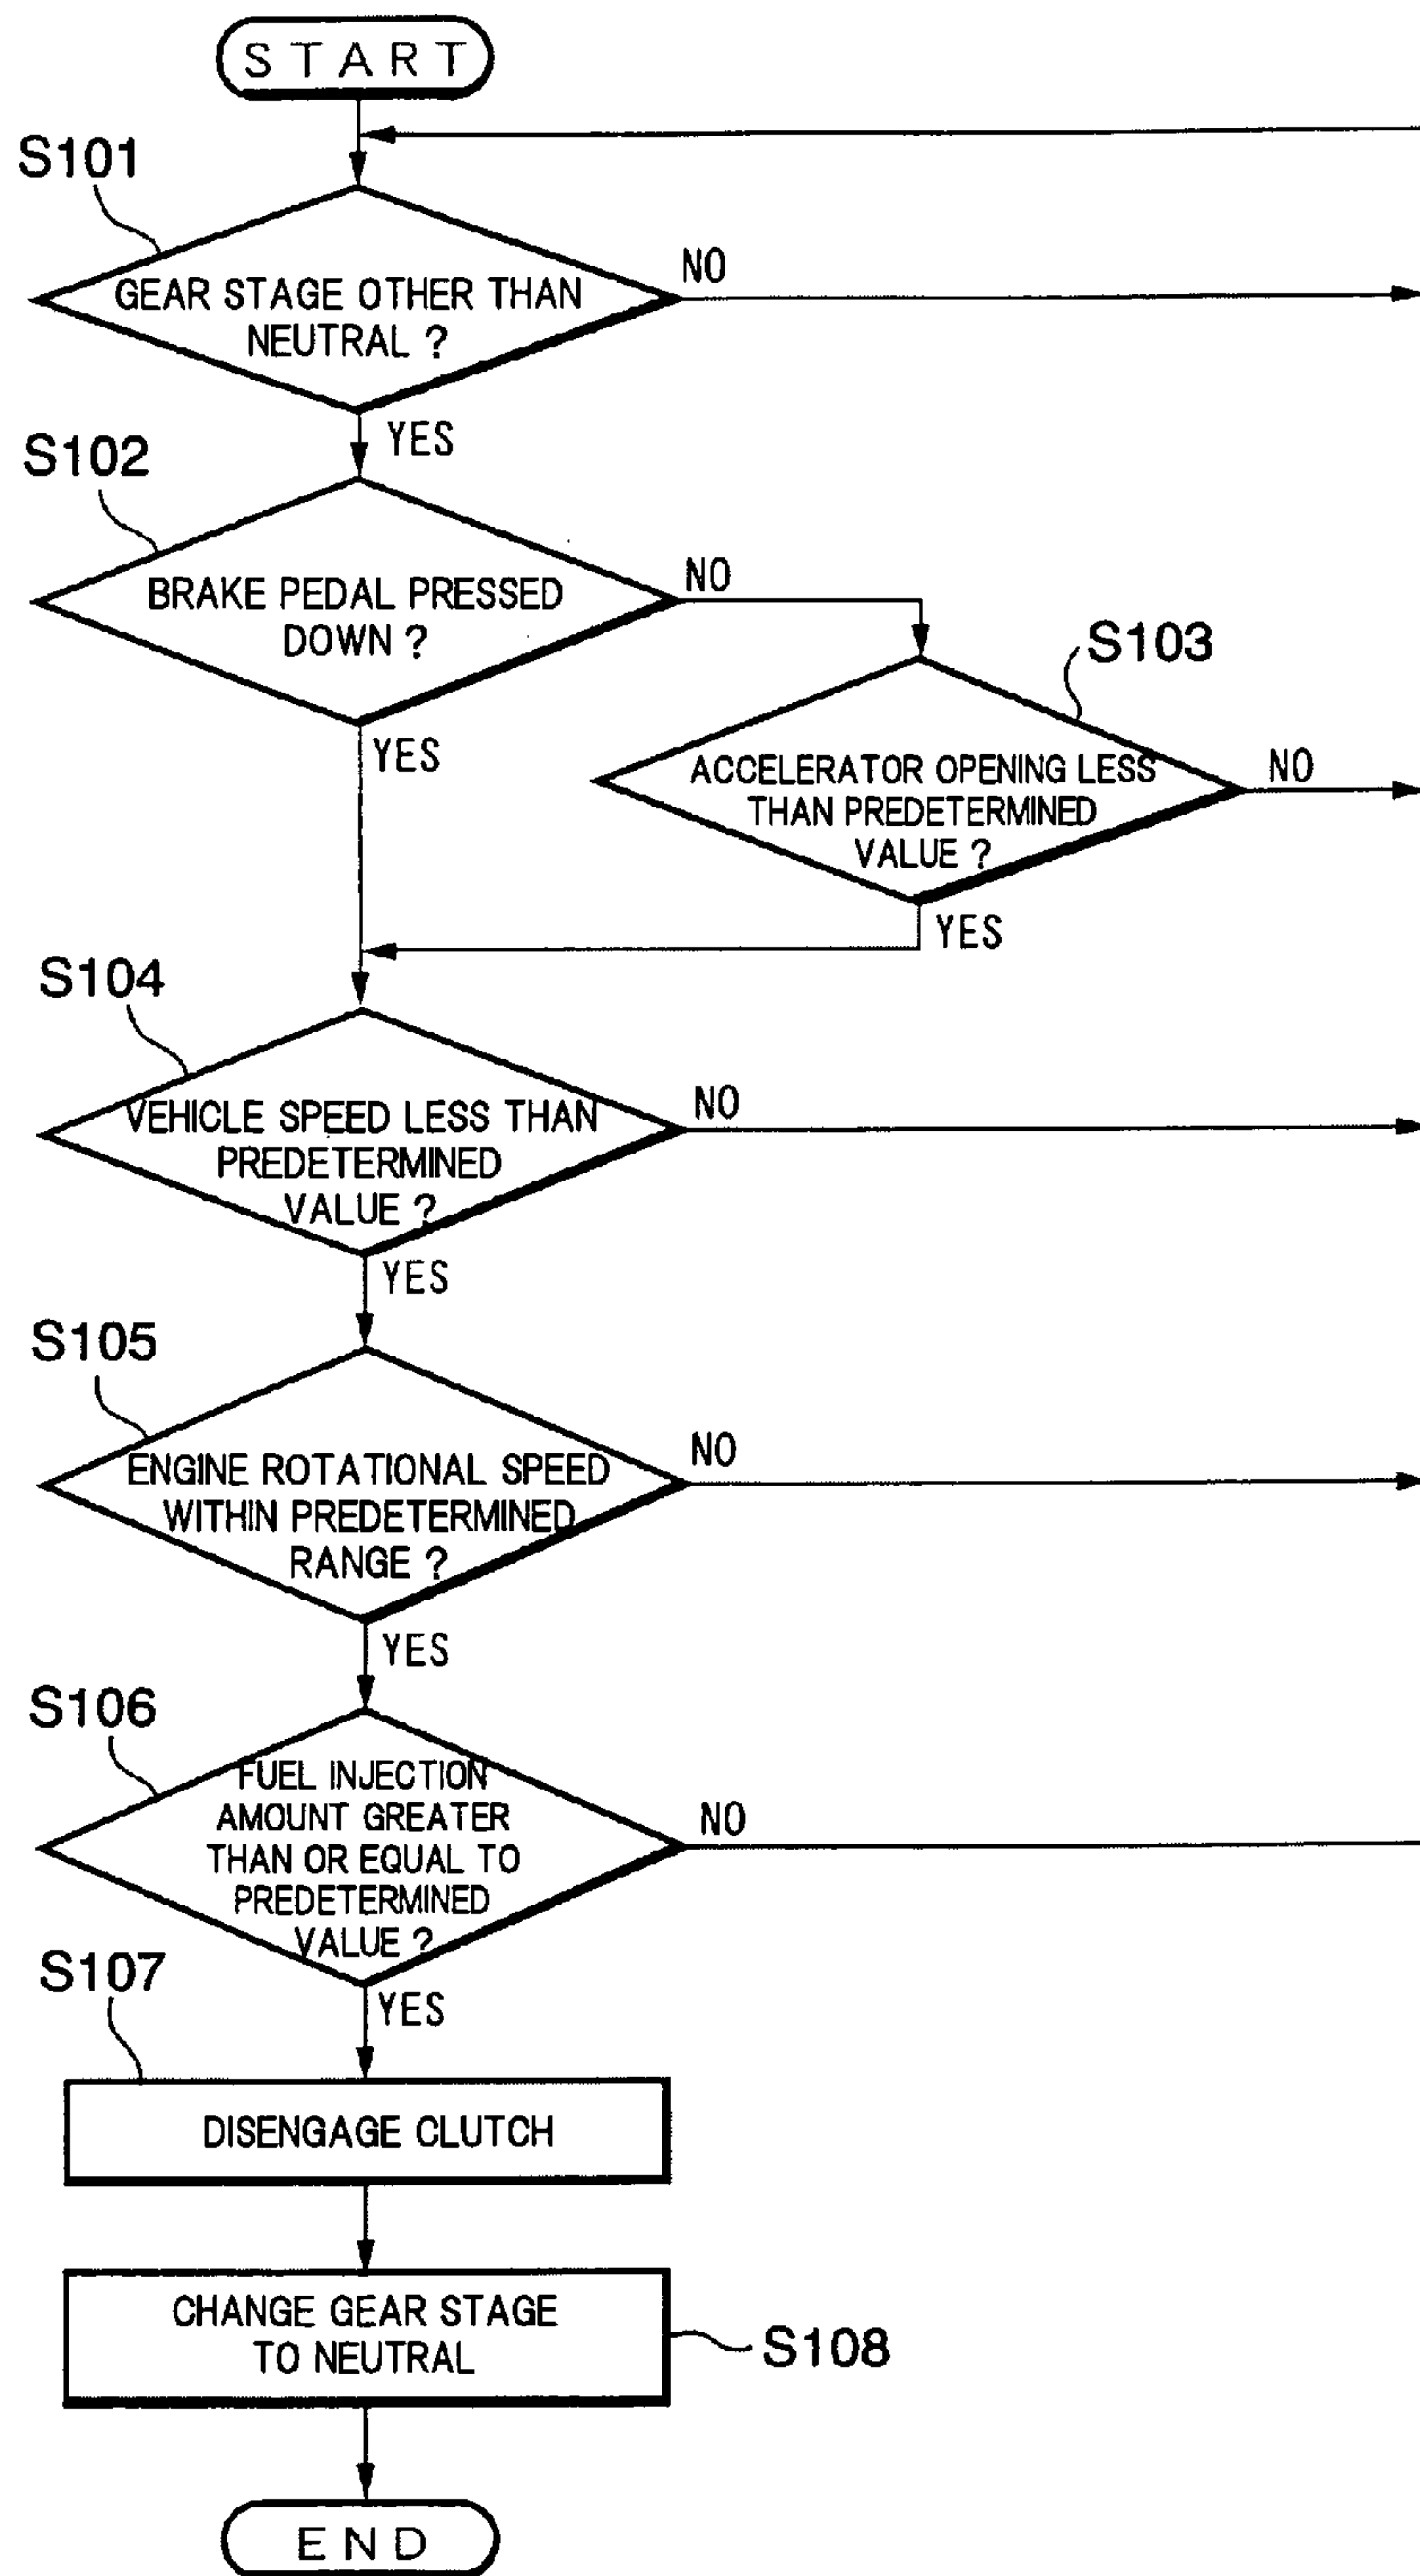 START
S101
GEAR STAGE OTHER THAN
NEUTRAL ?
NO
YES
S102
BRAKE PEDAL PRESSED
DOWN ?
NO
YES
S103
ACCELERATOR OPENING LESS
THAN PREDETERMINED
VALUE ?
NO
YES
S104
VEHICLE SPEED LESS THAN
PREDETERMINED
VALUE ?
NO
YES
S105
ENGINE ROTATIONAL SPEED
WITHIN PREDETERMINED
RANGE ?
NO
YES
S106
FUEL INJECTION
AMOUNT GREATER
THAN OR EQUAL TO
PREDETERMINED
VALUE ?
NO
YES
S107
DISENGAGE CLUTCH
CHANGE GEAR STAGE
TO NEUTRAL
S108
END